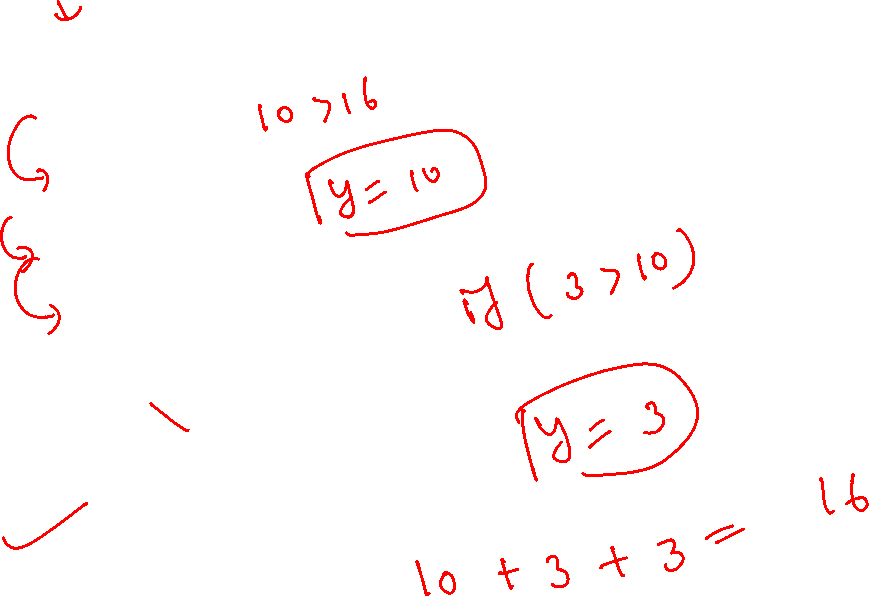 10 > 16
y = 10
if (3 > 10)
y = 3
10 + 3 + 3 = 16